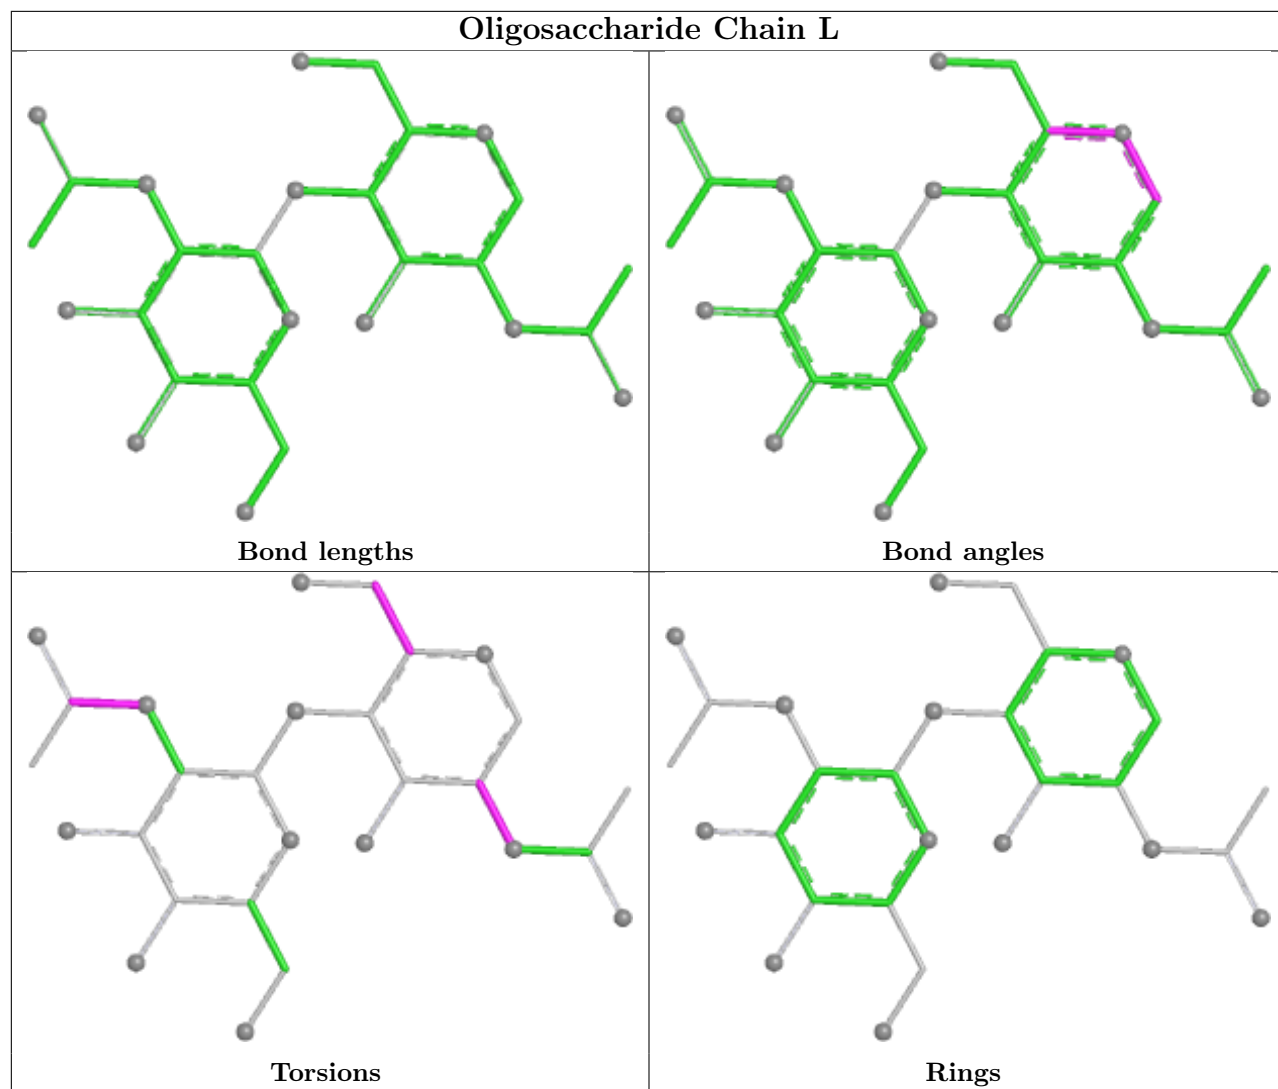 Oligosaccharide Chain L
Bond lengths
Bond angles
Torsions
Rings